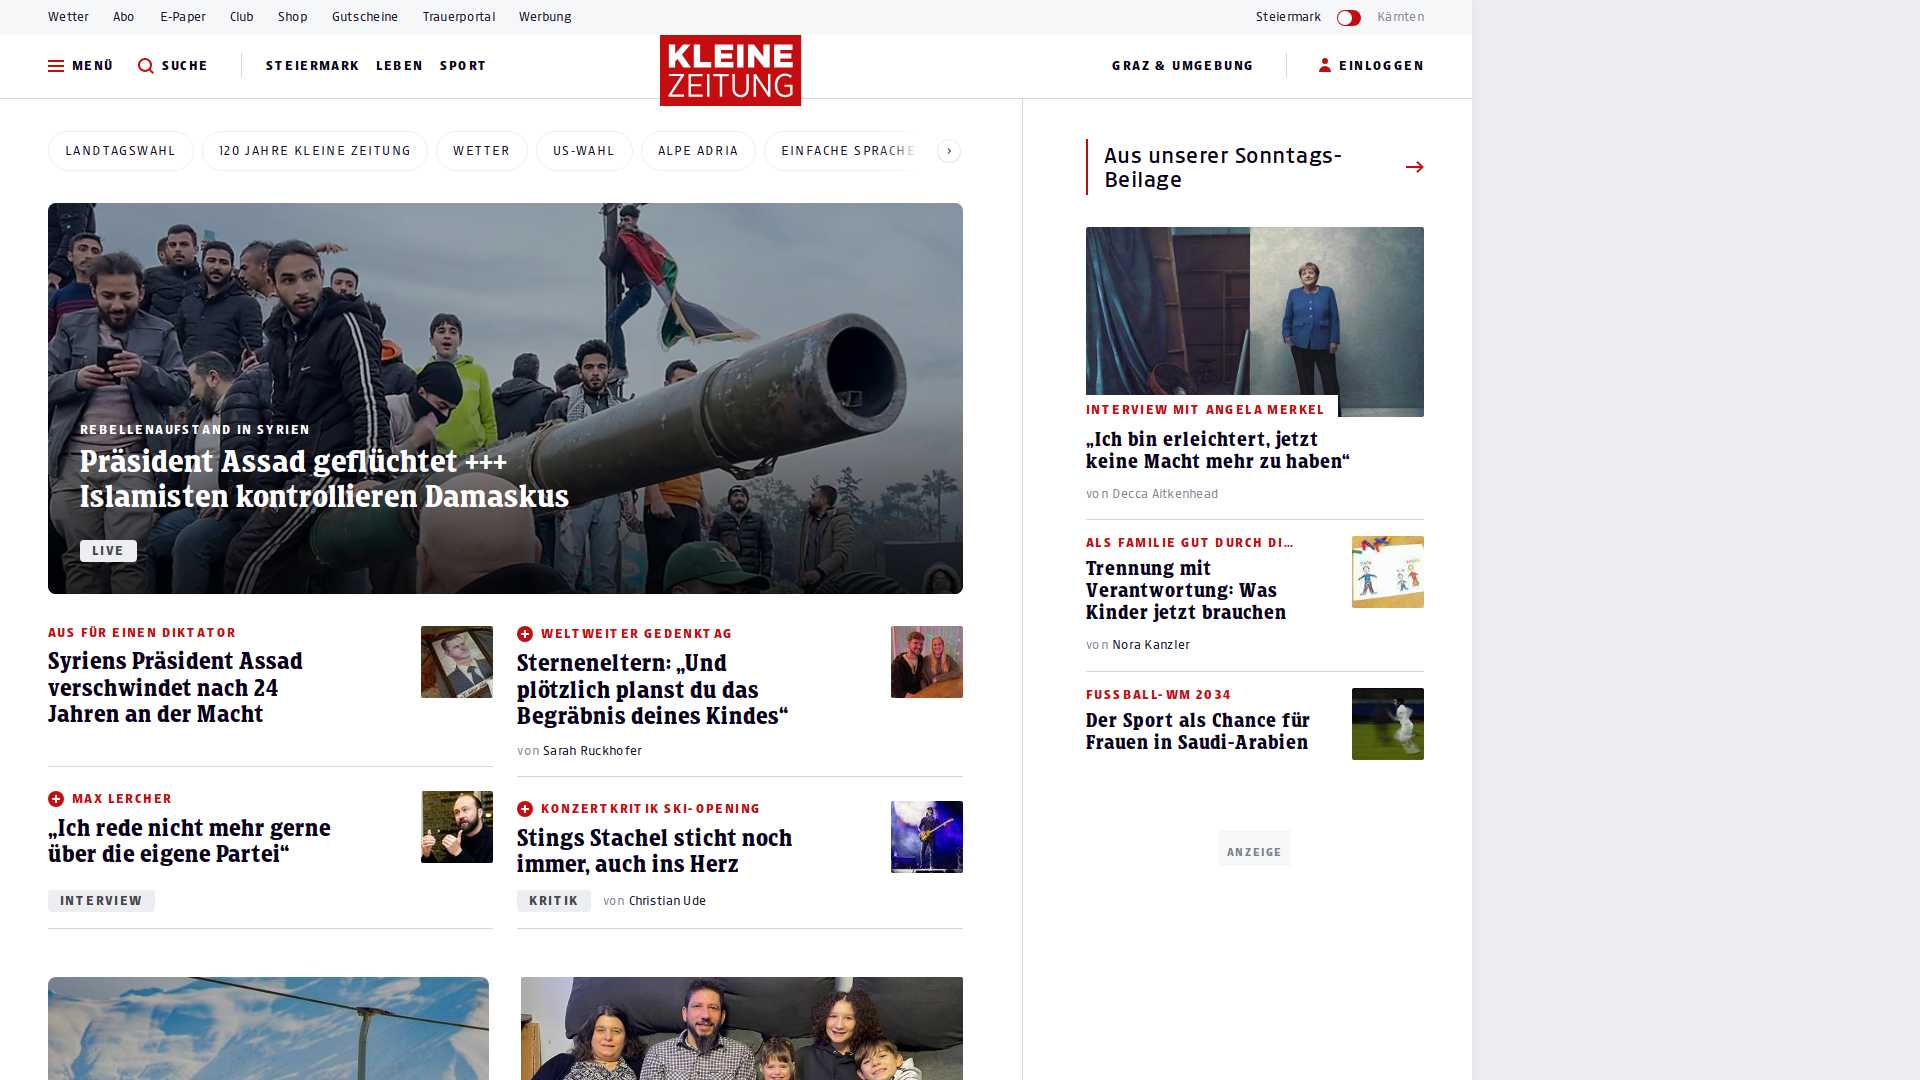 Wetter Abo E-Paper Club Shop Gutscheine Trauerportal Werbung
Steiermark Kärnten
MENÜ SUCHE STEIERMARK LEBEN SPORT
KLEINE
ZEITUNG
GRAZ & UMGEBUNG EINLOGGEN
LANDTAGSWAHL 120 JAHRE KLEINE ZEITUNG WETTER US-WAHL ALPE ADRIA EINFACHE SPRACHE
REBELLENAUFSTAND IN SYRIEN
Präsident Assad geflüchtet +++
Islamisten kontrollieren Damaskus
LIVE
AUS FÜR EINEN DIKTATOR
Syriens Präsident Assad
verschwindet nach 24
Jahren an der Macht
WELTWEITER GEDENKTAG
Sterneneltern: „Und
plötzlich planst du das
Begräbnis deines Kindes“
von Sarah Ruckhofer
MAX LERCHER
„Ich rede nicht mehr gerne
über die eigene Partei“
INTERVIEW
KONZERTKRITIK SKI-OPENING
Stings Stachel sticht noch
immer, auch ins Herz
KRITIK von Christian Ude
Aus unserer Sonntags-
Beilage
INTERVIEW MIT ANGELA MERKEL
„Ich bin erleichtert, jetzt
keine Macht mehr zu haben“
von Decca Aitkenhead
ALS FAMILIE GUT DURCH DI...
Trennung mit
Verantwortung: Was
Kinder jetzt brauchen
von Nora Kanzler
FUSSBALL-WM 2034
Der Sport als Chance für
Frauen in Saudi-Arabien
ANZEIGE